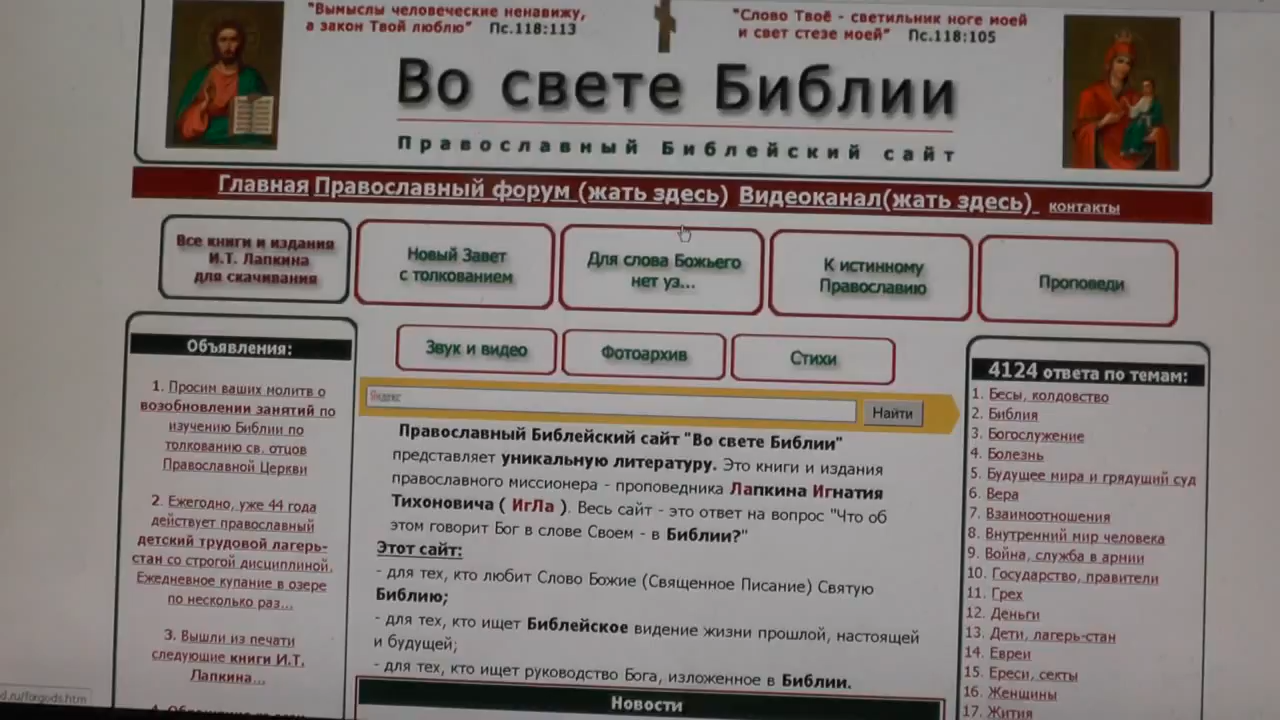 "Вымыслы человеческие ненавижу,
а закон Твой люблю" Пс.118:113
"Слово Твоё - светильник ноге моей
и свет стезе моей" Пс.118:105
Во свете Библии
Православный Библейский сайт
Главная Православный форум (жать здесь) Видеоканал(жать здесь) контакты
Все книги и издания
И.Т. Лапкина
для скачивания
Новый Завет
с толкованием
Для слова Божьего
нет уз...
К истинному
Православию
Проповеди
Звук и видео
Фотоархив
Стихи
Объявления:
1. Просим ваших молитв о
возобновлении занятий по
изучению Библии по
толкованию св. отцов
Православной Церкви
2. Ежегодно, уже 44 года
действует православный
детский трудовой лагерь-
стан со строгой дисциплиной.
Ежедневное купание в озере
по несколько раз...
3. Вышли из печати
следующие книги И.Т.
Лапкина...
Яндекс
Найти
Православный Библейский сайт "Во свете Библии"
представляет уникальную литературу. Это книги и издания
православного миссионера - проповедника Лапкина Игнатия
Тихоновича ( ИгЛа ). Весь сайт - это ответ на вопрос "Что об
этом говорит Бог в слове Своем - в Библии?"
Этот сайт:
- для тех, кто любит Слово Божие (Священное Писание) Святую
Библию;
- для тех, кто ищет Библейское видение жизни прошлой, настоящей
и будущей;
- для тех, кто ищет руководство Бога, изложенное в Библии.
Новости
4124 ответа по темам:
1. Бесы, колдовство
2. Библия
3. Богослужение
4. Болезнь
5. Будущее мира и грядущий суд
6. Вера
7. Взаимоотношения
8. Внутренний мир человека
9. Война, служба в армии
10. Государство, правители
11. Грех
12. Деньги
13. Дети, лагерь-стан
14. Евреи
15. Ереси, секты
16. Женщины
17. Жития
d.ru/forgods.htm